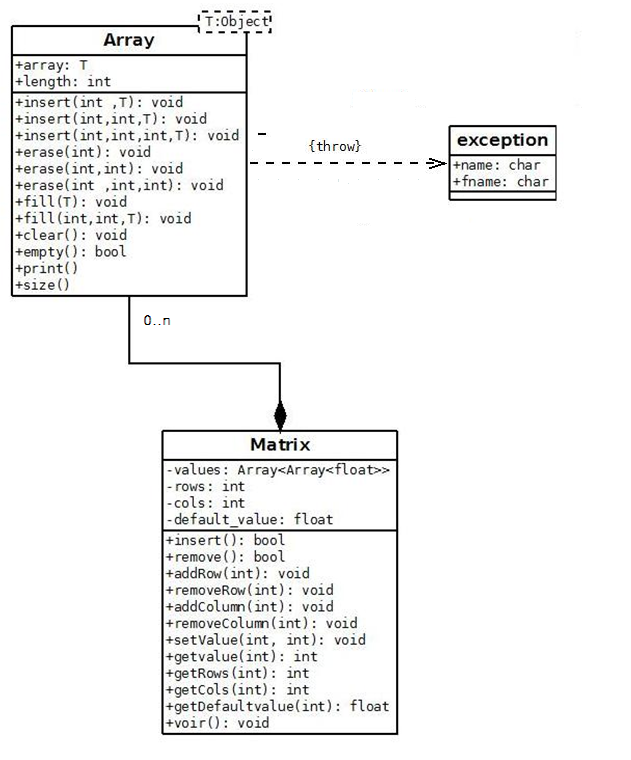 T:Object
Array
+array: T
+length: int
+insert(int ,T): void
+insert(int,int,T): void
+insert(int,int,int,T): void
+erase(int): void
+erase(int,int): void
+erase(int ,int,int): void
+fill(T): void
+fill(int,int,T): void
+clear(): void
+empty(): bool
+print()
+size()
{throw}
exception
+name: char
+fname: char
0..n
Matrix
-values: Array<Array<float>>
-rows: int
-cols: int
-default_value: float
+insert(): bool
+remove(): bool
+addRow(int): void
+removeRow(int): void
+addColumn(int): void
+removeColumn(int): void
+setValue(int, int): void
+getvalue(int): int
+getRows(int): int
+getCols(int): int
+getDefaultvalue(int): float
+voir(): void